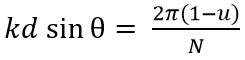 kd sin θ = 2π(1−u)/N